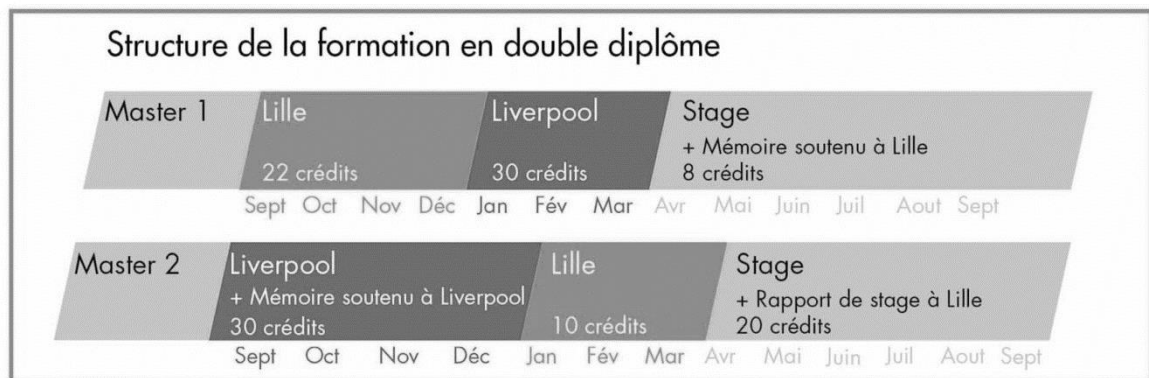 Structure de la formation en double diplôme
Master 1
Lille
22 crédits
Liverpool
30 crédits
Stage
+ Mémoire soutenu à Lille
8 crédits
Sept Oct Nov Déc Jan Fév Mar Avr Mai Juin Juil Aout Sept
Master 2
Liverpool
+ Mémoire soutenu à Liverpool
30 crédits
Lille
10 crédits
Stage
+ Rapport de stage à Lille
20 crédits
Sept Oct Nov Déc Jan Fév Mar Avr Mai Juin Juil Aout Sept